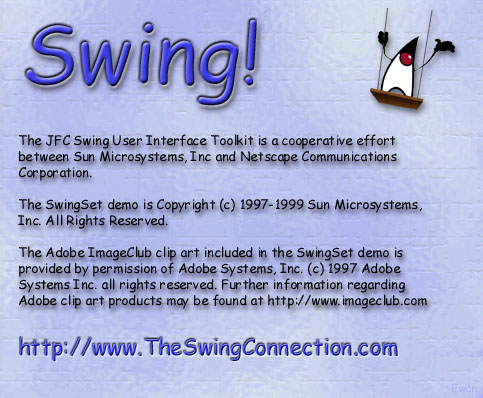 Swing!
The JFC Swing User Interface Toolkit is a cooperative effort
between Sun Microsystems, Inc and Netscape Communications
Corporation.
The SwingSet demo is Copyright (c) 1997-1999 Sun Microsystems,
Inc. All Rights Reserved.
The Adobe ImageClub clip art included in the SwingSet demo is
provided by permission of Adobe Systems, Inc. (c) 1997 Adobe
Systems Inc. all rights reserved. Further information regarding
Adobe clip art products may be found at http://www.imageclub.com
http://www.TheSwingConnection.com